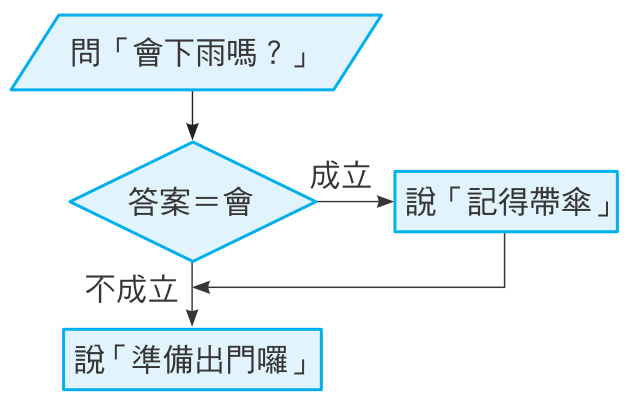 問「會下雨嗎？」
答案＝會
成立
說「記得帶傘」
不成立
說「準備出門囉」